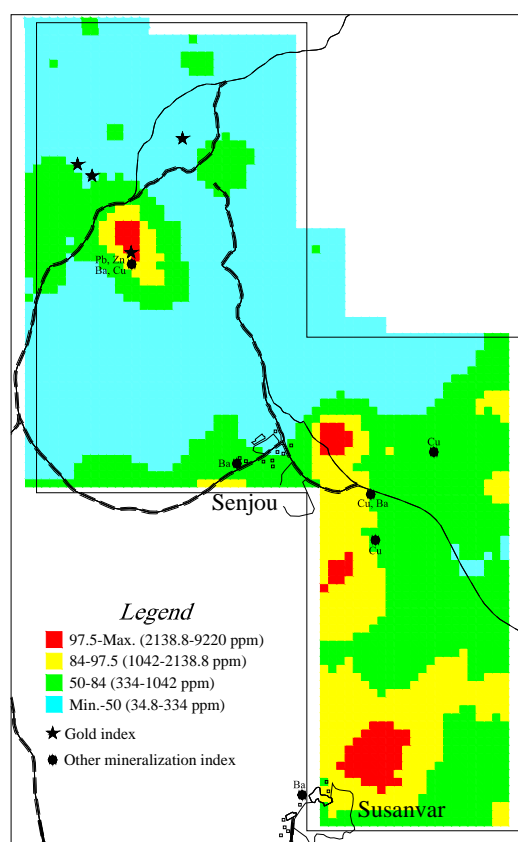 Pb, Zn
Ba, Cu
Cu
Ba
Cu, Ba
Senjou
Cu
Legend
97.5-Max. (2138.8-9220 ppm)
84-97.5 (1042-2138.8 ppm)
50-84 (334-1042 ppm)
Min.-50 (34.8-334 ppm)
Gold index
Other mineralization index
Ba
Susanvar